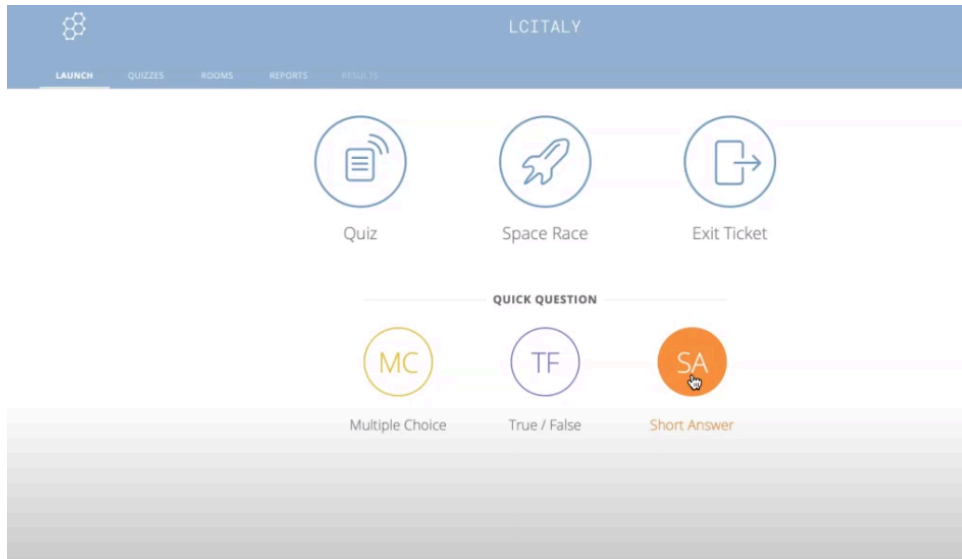 LCITALY
LAUNCH QUIZZES ROOMS REPORTS RESULTS
Quiz Space Race Exit Ticket
QUICK QUESTION
MC TF SA
Multiple Choice True / False Short Answer